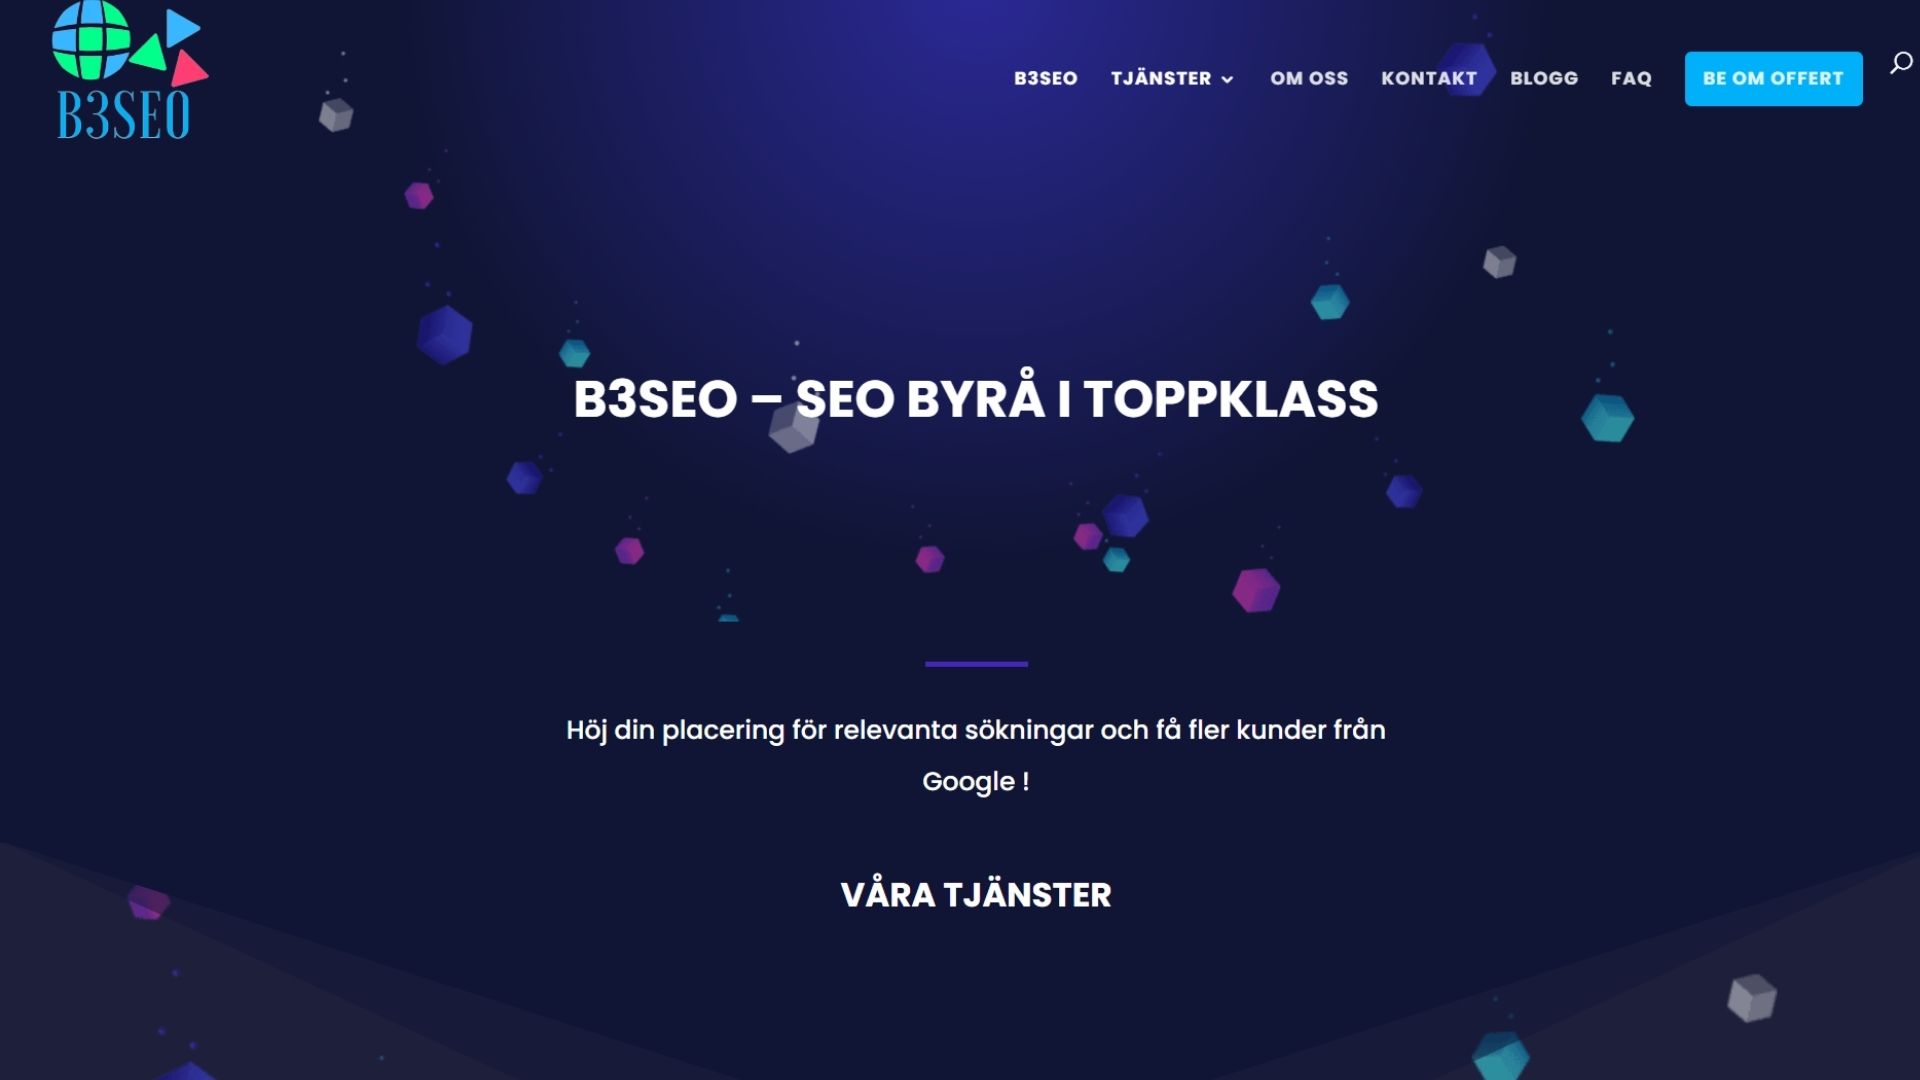 B3SEO
B3SEO TJÄNSTER OM OSS KONTAKT BLOGG FAQ BE OM OFFERT
B3SEO – SEO BYRÅ I TOPPKLASS
Höj din placering för relevanta sökningar och få fler kunder från
Google !
VÅRA TJÄNSTER